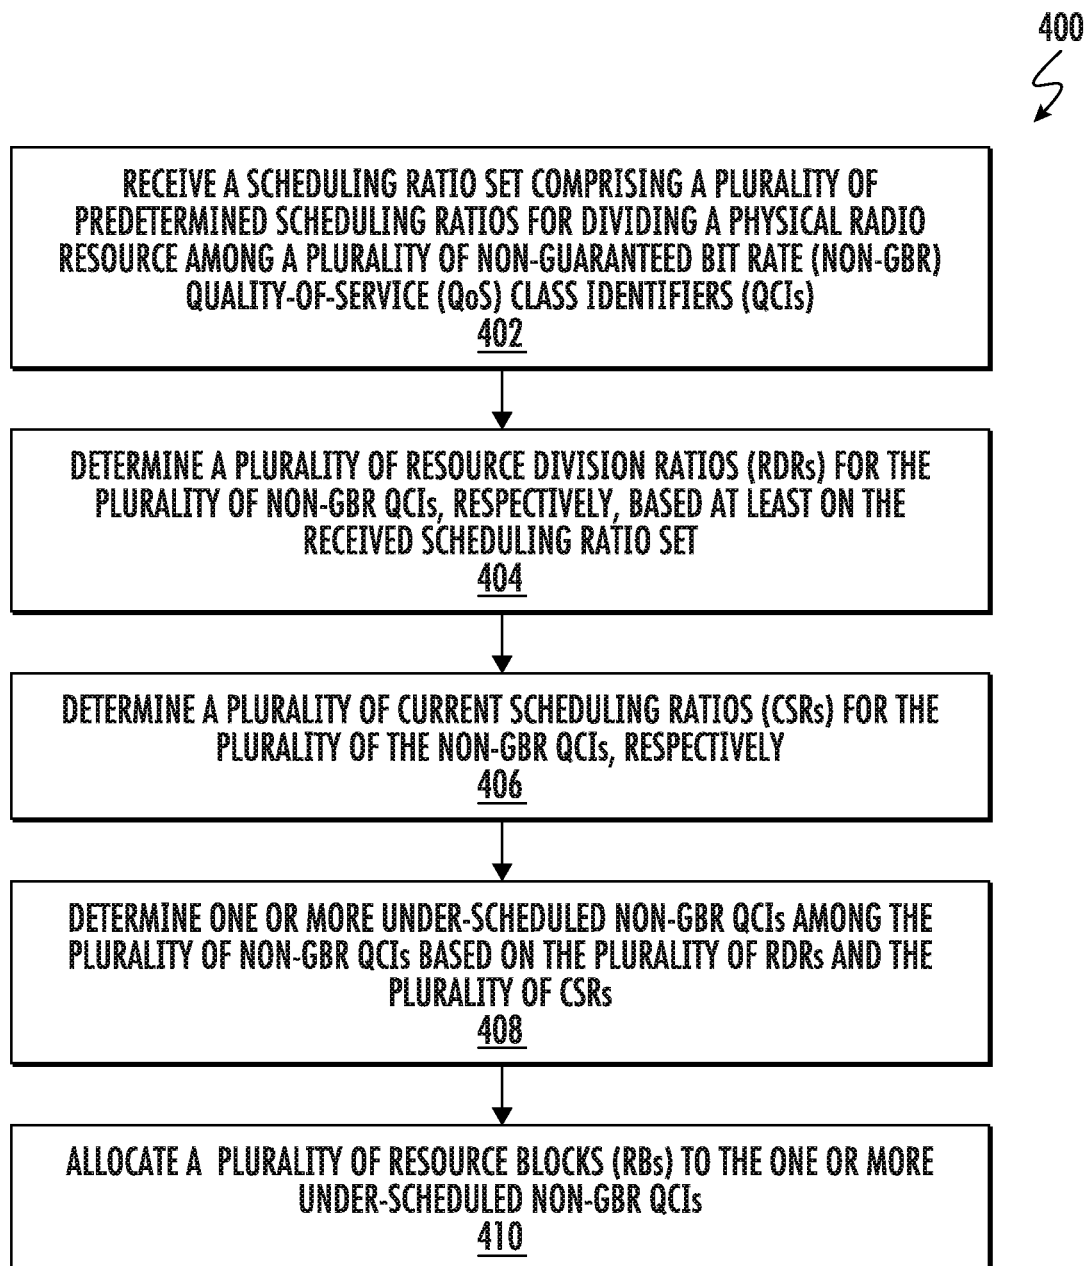 400
RECEIVE A SCHEDULING RATIO SET COMPRISING A PLURALITY OF
PREDETERMINED SCHEDULING RATIOS FOR DIVIDING A PHYSICAL RADIO
RESOURCE AMONG A PLURALITY OF NON-GUARANTEED BIT RATE (NON-GBR)
QUALITY-OF-SERVICE (QoS) CLASS IDENTIFIERS (QCIs)
402
DETERMINE A PLURALITY OF RESOURCE DIVISION RATIOS (RDRs) FOR THE
PLURALITY OF NON-GBR QCIs, RESPECTIVELY, BASED AT LEAST ON THE
RECEIVED SCHEDULING RATIO SET
404
DETERMINE A PLURALITY OF CURRENT SCHEDULING RATIOS (CSRs) FOR THE
PLURALITY OF THE NON-GBR QCIs, RESPECTIVELY
406
DETERMINE ONE OR MORE UNDER-SCHEDULED NON-GBR QCIs AMONG THE
PLURALITY OF NON-GBR QCIs BASED ON THE PLURALITY OF RDRs AND THE
PLURALITY OF CSRs
408
ALLOCATE A PLURALITY OF RESOURCE BLOCKS (RBs) TO THE ONE OR MORE
UNDER-SCHEDULED NON-GBR QCIs
410